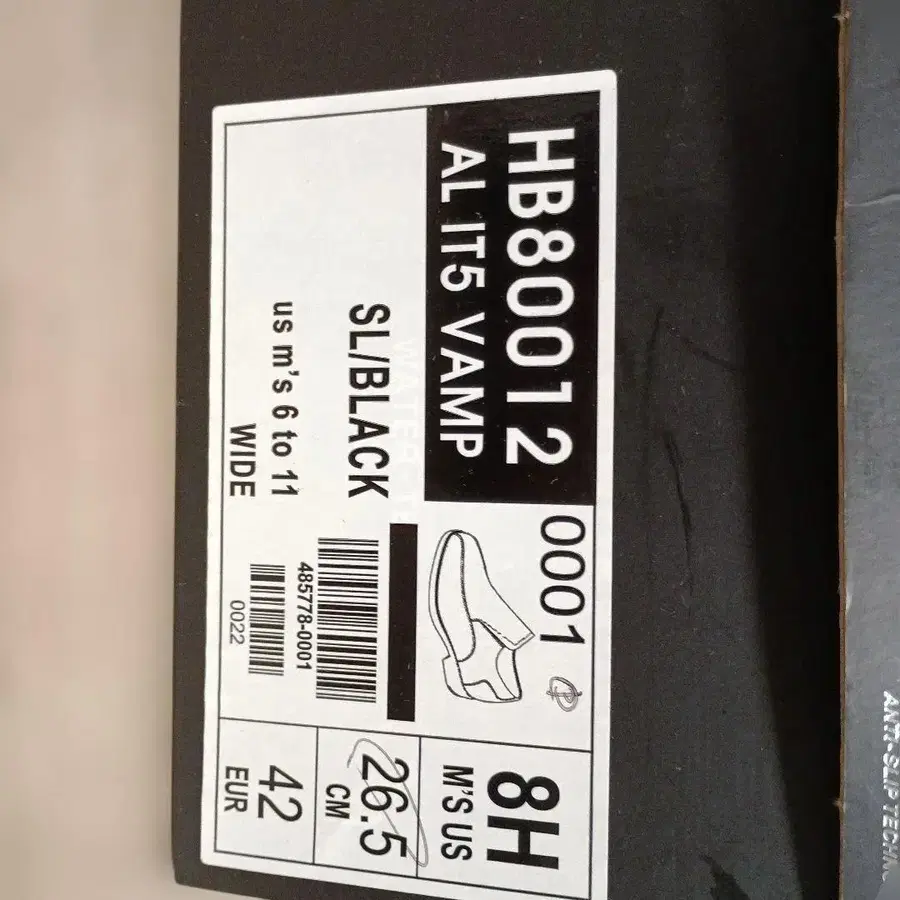 HB80012
AL IT5 VAMP
0001
SL/BLACK
us m's 6 to 11
WIDE
485778-0001
0022
8H
M'S US
26.5
CM
42
EUR
ANTI-SLIP